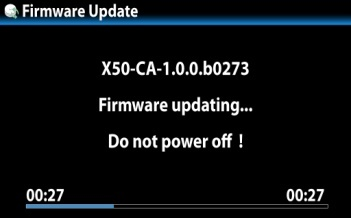 Firmware Update
X50-CA-1.0.0.b0273
Firmware updating...
Do not power off !
00:27 00:27